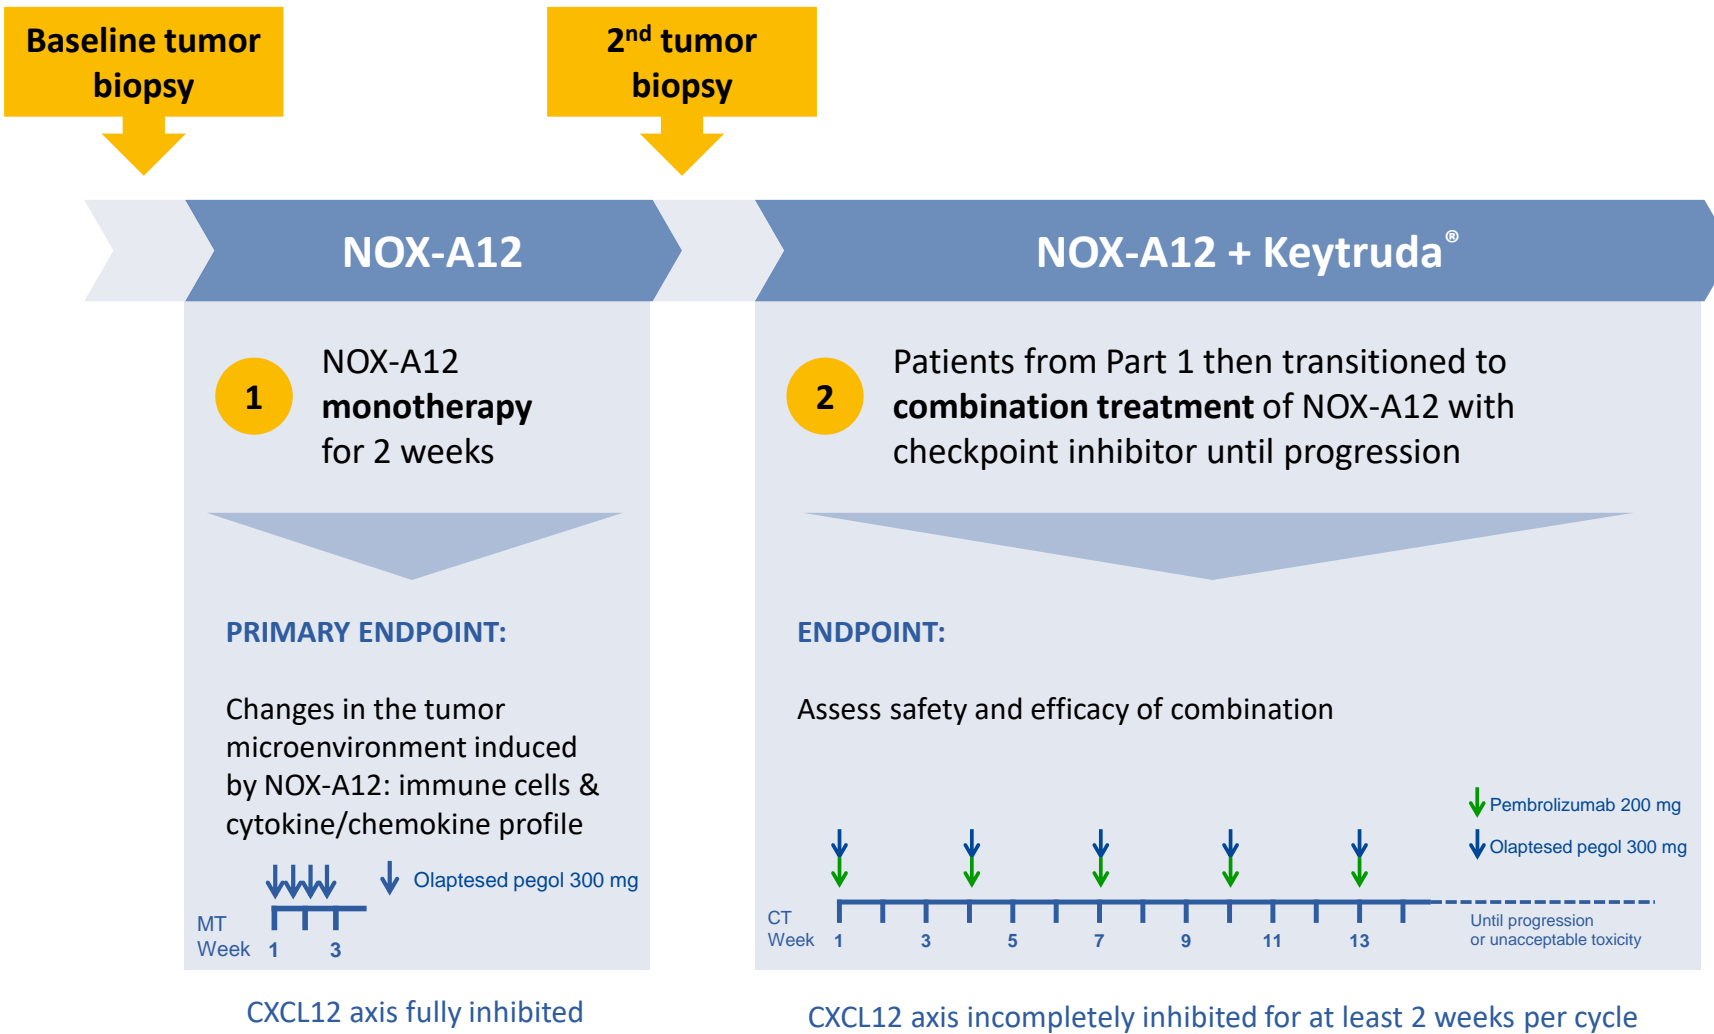 Baseline tumor
biopsy
2nd tumor
biopsy
NOX-A12
NOX-A12 + Keytruda®
1
NOX-A12
monotherapy
for 2 weeks
2
Patients from Part 1 then transitioned to
combination treatment of NOX-A12 with
checkpoint inhibitor until progression
PRIMARY ENDPOINT:
Changes in the tumor
microenvironment induced
by NOX-A12: immune cells &
cytokine/chemokine profile
Olaptesed pegol 300 mg
MT
Week 1 3
ENDPOINT:
Assess safety and efficacy of combination
Pembrolizumab 200 mg
Olaptesed pegol 300 mg
CT
Week 1 3 5 7 9 11 13
Until progression
or unacceptable toxicity
CXCL12 axis fully inhibited
CXCL12 axis incompletely inhibited for at least 2 weeks per cycle